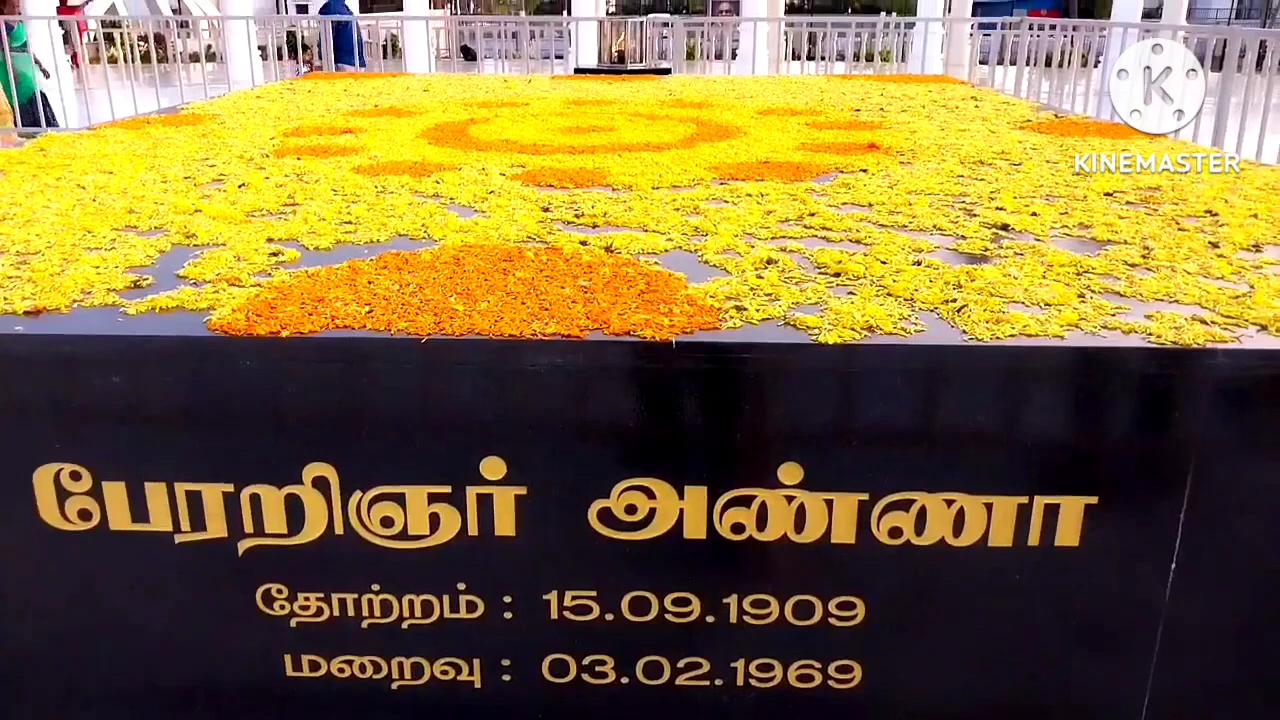 K
KINEMASTER
பேரறிஞர் அண்ணா
தோற்றம் : 15.09.1909
மறைவு : 03.02.1969